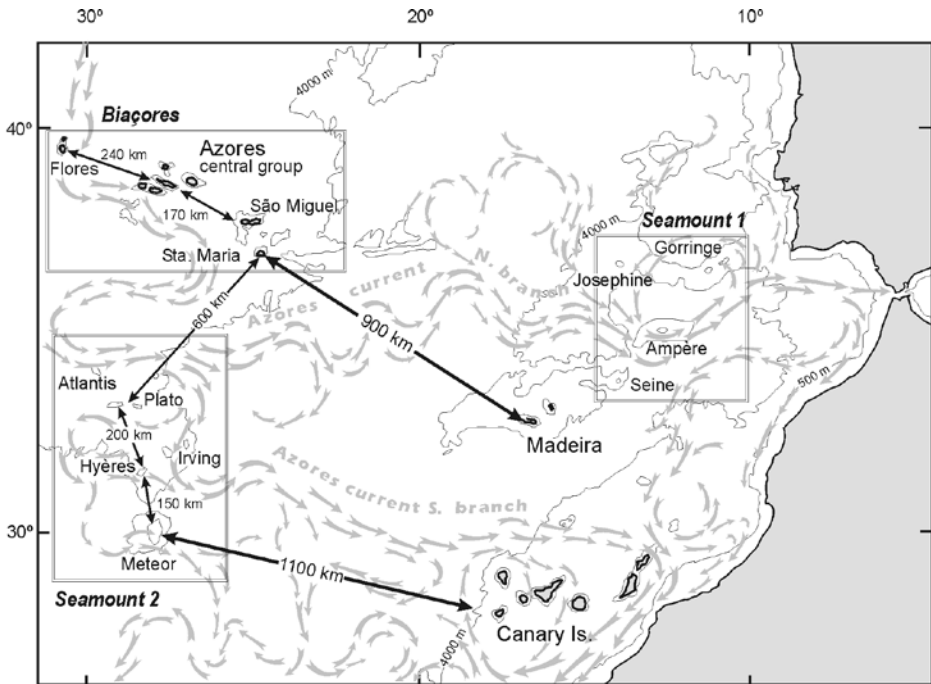 30º 20º 10º
4000 m
Biaçores
40º
Azores
central group
240 km
Flores
São Miguel
170 km
Sta. Maria
4000 m
Seamount 1
Gorringe
Josephine
Azores current N. branch
600 km
900 km
Ampère
Seine
500 m
Atlantis
Plato
200 km
Madeira
Hyères
Irving
Azores current S. branch
150 km
30º
Meteor
1100 km
Seamount 2
Canary Is.
4000 m